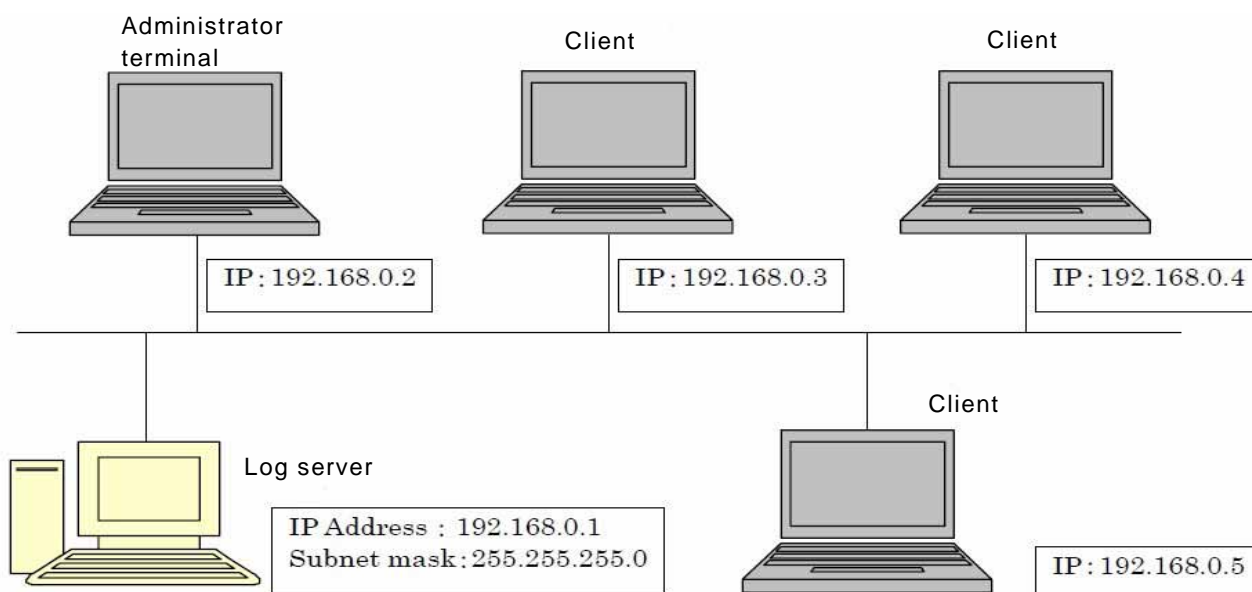 Administrator
terminal
Client
Client
IP : 192.168.0.2
IP : 192.168.0.3
IP : 192.168.0.4
Client
Log server
IP Address : 192.168.0.1
Subnet mask : 255.255.255.0
IP : 192.168.0.5